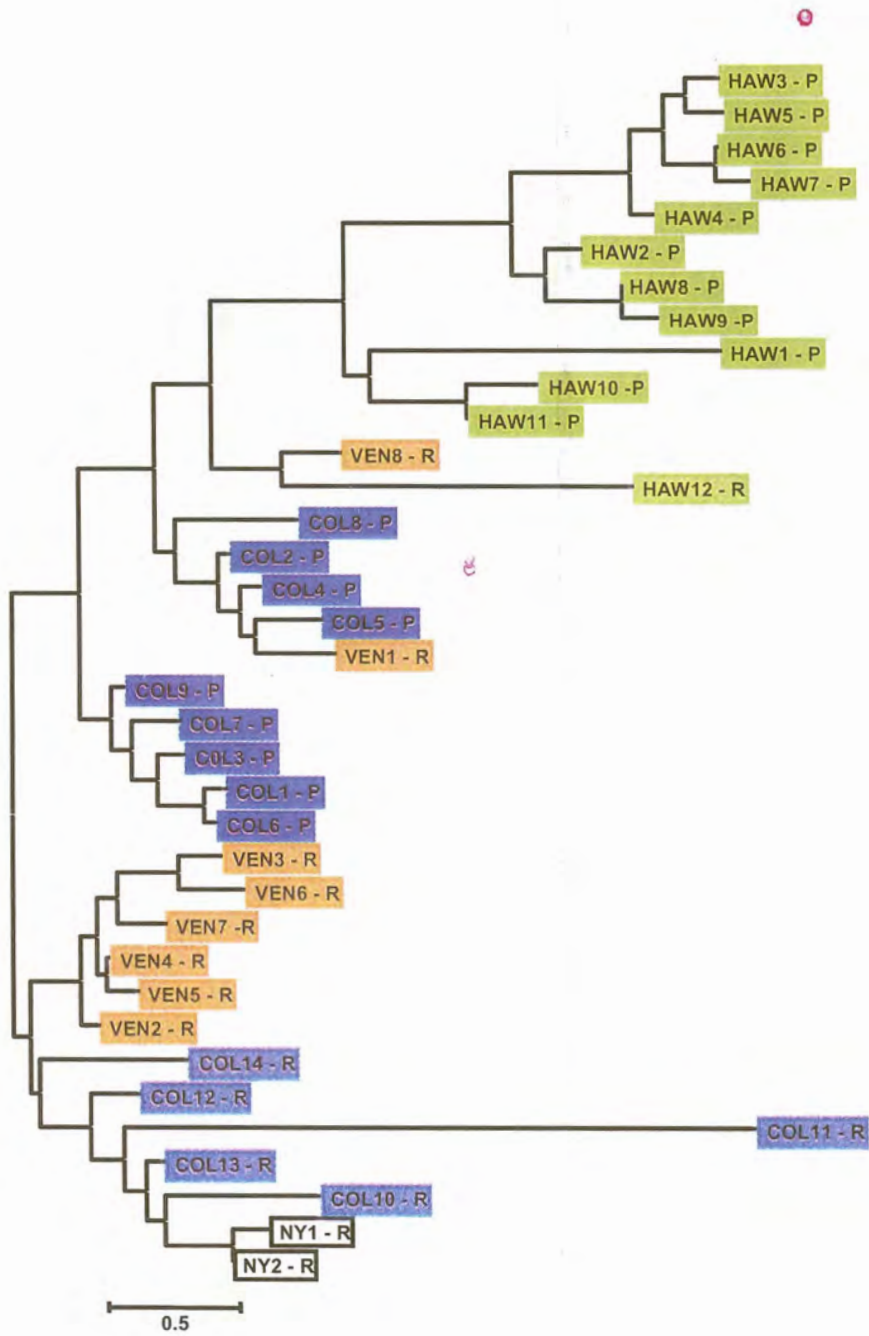 HAW3 - P
HAW5 - P
HAW6 - P
HAW7 - P
HAW4 - P
HAW2 - P
HAW8 - P
HAW9 -P
HAW1 - P
HAW10 -P
HAW11 - P
VEN8 - R
HAW12 - R
COL8 - P
COL2 - P
COL4 - P
COL5 - P
VEN1 - R
COL9 - P
COL7 - P
C0L3 - P
COL1 - P
COL6 - P
VEN3 - R
VEN6 - R
VEN7 -R
VEN4 - R
VEN5 - R
VEN2 - R
COL14 - R
COL12 - R
COL11 - R
COL13 - R
COL10 - R
NY1 - R
NY2 - R
0.5